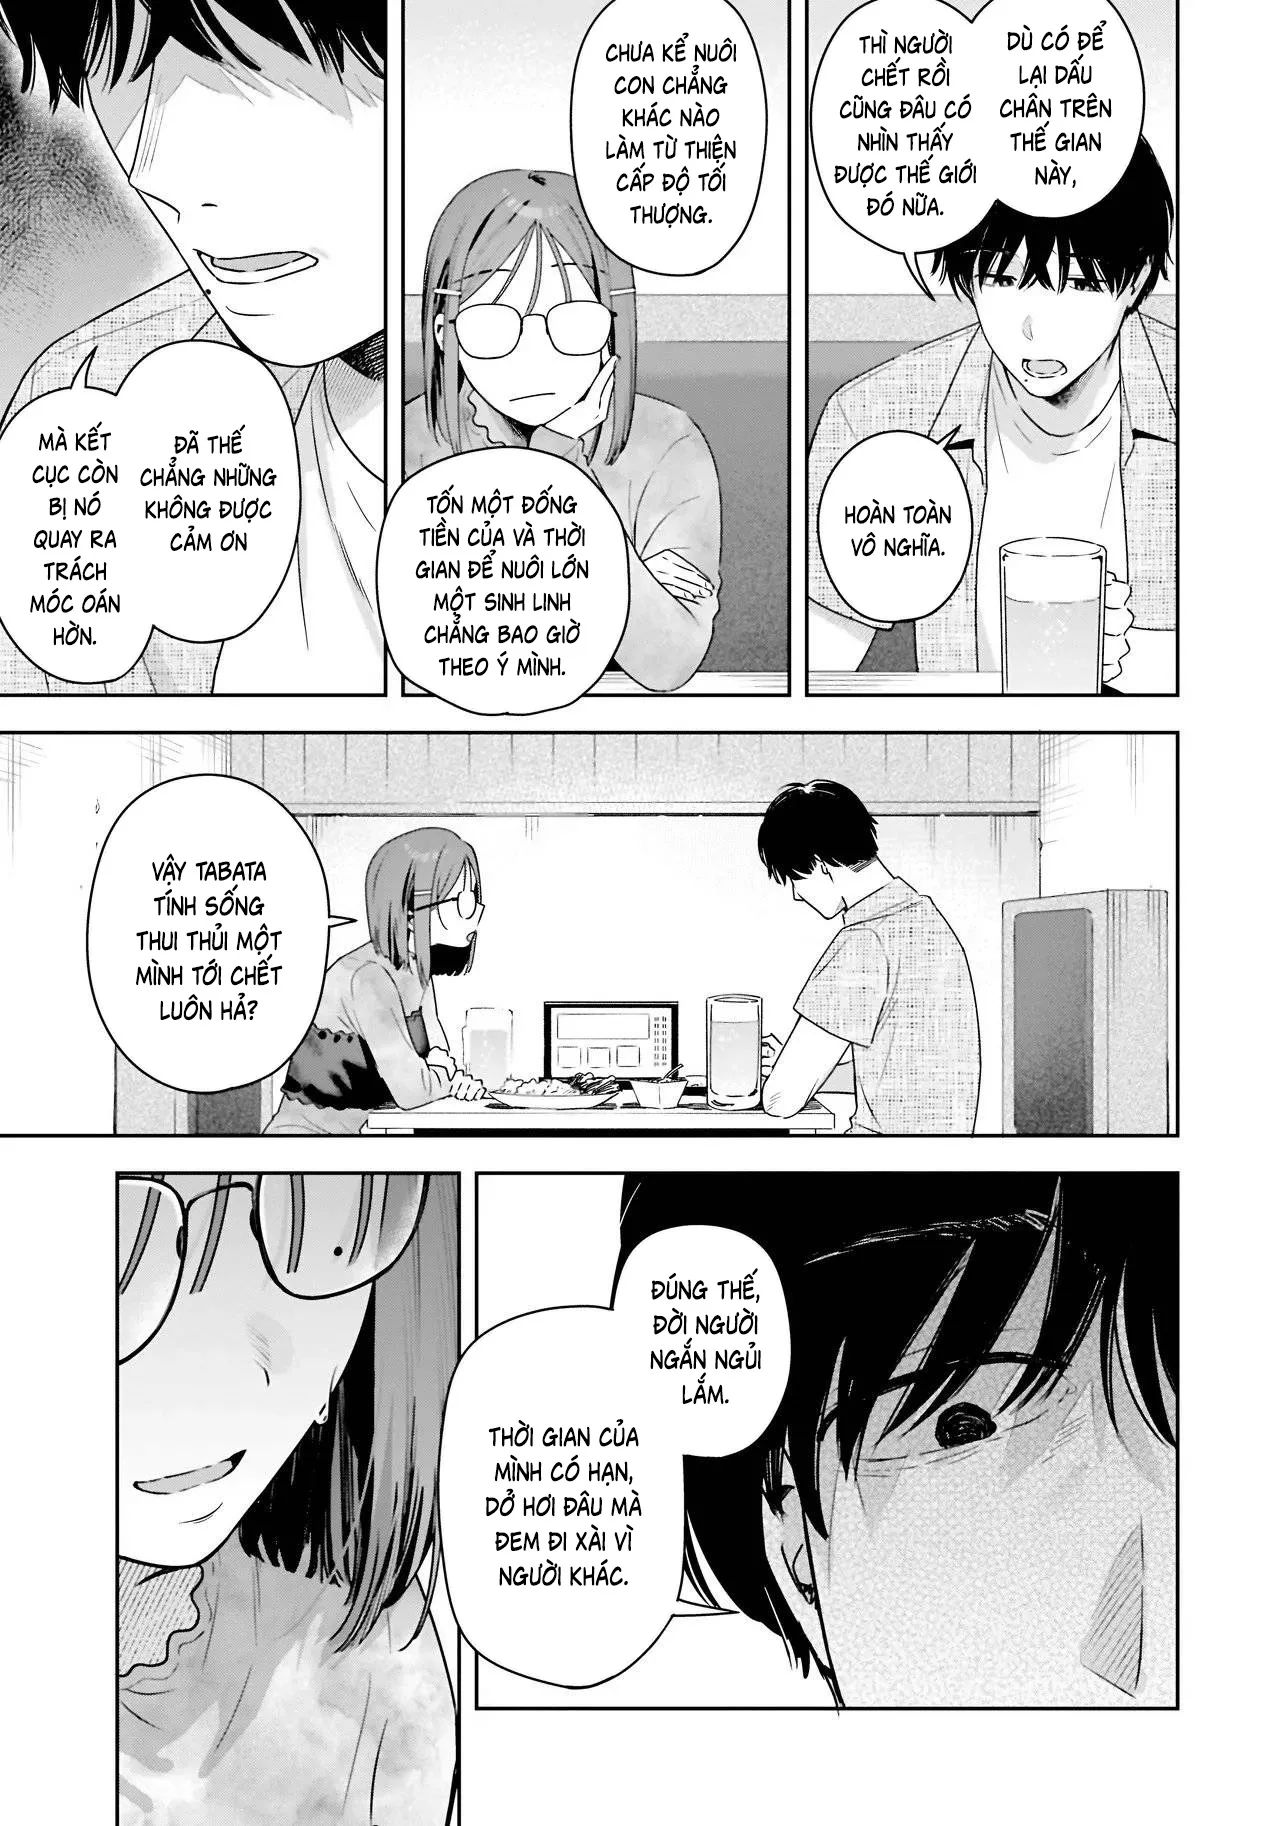 DÙ CÓ ĐỂ
LẠI DẤU
CHÂN TRÊN
THẾ GIAN
NÀY,
THÌ NGƯỜI
CHẾT RỒI
CŨNG ĐÂU CÓ
NHÌN THẤY
ĐƯỢC THẾ GIỚI
ĐÓ NỮA.
HOÀN TOÀN
VÔ NGHĨA.
CHƯA KỂ NUÔI
CON CHẲNG
KHÁC NÀO
LÀM TỪ THIỆN
CẤP ĐỘ TỐI
THƯỢNG.
TỐN MỘT ĐỐNG
TIỀN CỦA VÀ THỜI
GIAN ĐỂ NUÔI LỚN
MỘT SINH LINH
CHẲNG BAO GIỜ
THEO Ý MÌNH.
ĐÃ THẾ
CHẲNG NHỮNG
KHÔNG ĐƯỢC
CẢM ƠN
MÀ KẾT
CỤC CÒN
BỊ NÓ
QUAY RA
TRÁCH
MÓC OÁN
HỜN.
VẬY TABATA
TÍNH SỐNG
THUI THỦI MỘT
MÌNH TỚI CHẾT
LUÔN HẢ?
ĐÚNG THẾ,
ĐỜI NGƯỜI
NGẮN NGỦI
LẮM.
THỜI GIAN CỦA
MÌNH CÓ HẠN,
DỞ HƠI ĐÂU MÀ
ĐEM ĐI XÀI VÌ
NGƯỜI KHÁC.